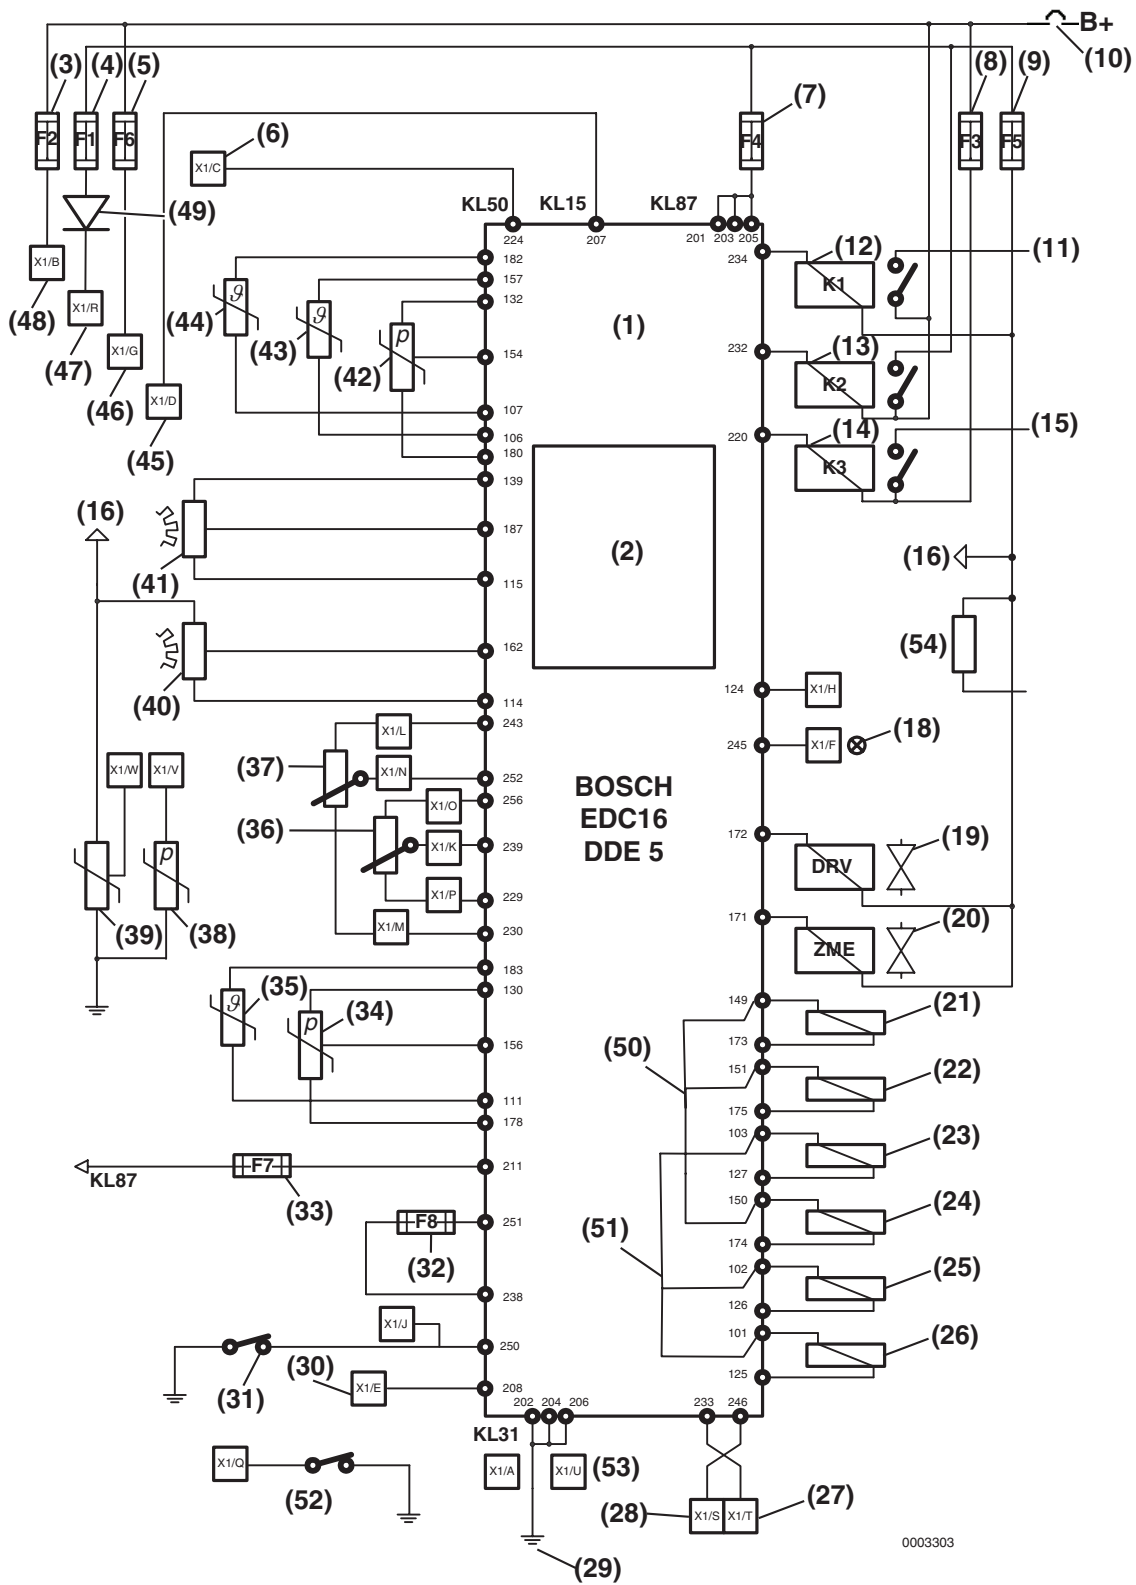 B+
(3) (4) (5) (8) (9) (10)
(7)
F2 F1 F6 F4 F3 F5
(6)
X1/C
(49)
KL50 KL15 KL87
224 207 201 203 205
X1/B
(48)
X1/R
(47)
X1/G
(46)
X1/D
(45)
182
157
132
154
107
106
180
ϑ
(44)
ϑ
(43)
p
(42)
(1)
234
(12)
K1
(11)
232
(13)
K2
220
(14)
K3
(15)
(2)
139
187
115
(16)
(41)
162
114
(40)
(16)
(54)
124
X1/H
245
X1/F
(18)
243
X1/L
(37)
X1/N
252
256
X1/O
(36)
X1/K
239
X1/P
229
X1/M
230
X1/W X1/V
p
(39) (38)
BOSCH
EDC16
DDE 5
172
DRV
(19)
171
ZME
(20)
183
130
ϑ
(35)
p
(34)
156
111
178
149
(21)
173
(50)
151
(22)
175
103
(23)
127
150
(24)
174
(51)
102
(25)
126
101
(26)
125
KL87
F7
211
(33)
F8
251
(32)
238
X1/J
250
(31)
(30)
X1/E
208
KL31
202 204 206
233 246
X1/Q
(52)
X1/A
X1/U
(53)
(28)
X1/S X1/T
(27)
(29)
0003303